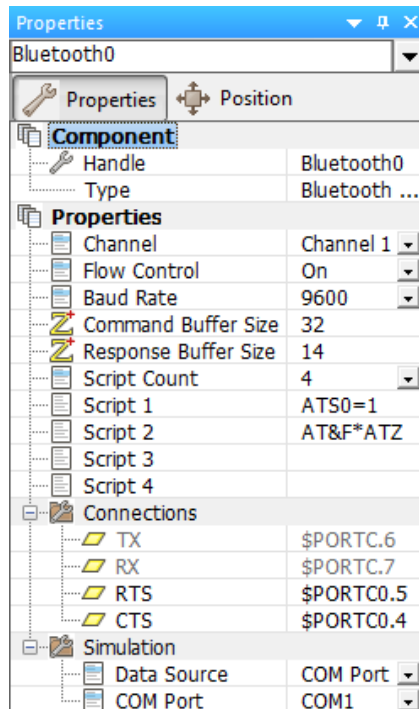 Properties
Bluetooth0
Properties Position
Component
Handle Bluetooth0
Type Bluetooth ...
Properties
Channel Channel 1
Flow Control On
Baud Rate 9600
Command Buffer Size 32
Response Buffer Size 14
Script Count 4
Script 1 ATS0=1
Script 2 AT&F*ATZ
Script 3
Script 4
Connections
TX $PORTC.6
RX $PORTC.7
RTS $PORTC0.5
CTS $PORTC0.4
Simulation
Data Source COM Port
COM Port COM1